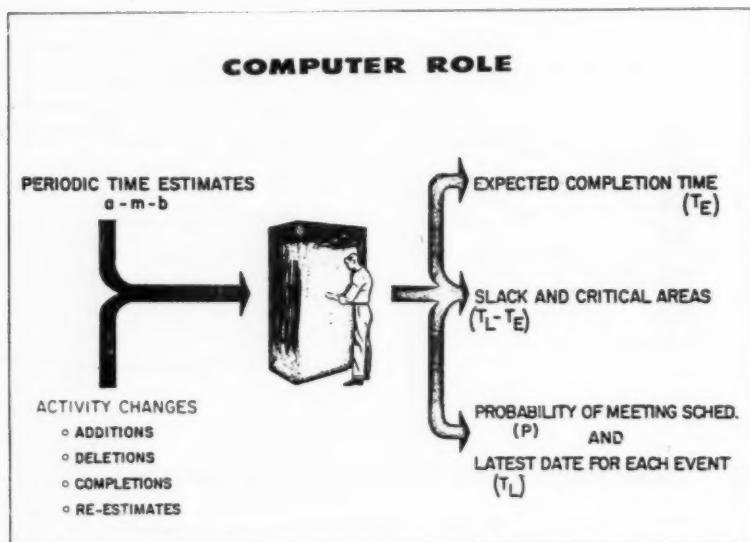 COMPUTER ROLE
PERIODIC TIME ESTIMATES
a - m - b
ACTIVITY CHANGES
○ ADDITIONS
○ DELETIONS
○ COMPLETIONS
○ RE-ESTIMATES
EXPECTED COMPLETION TIME
(TE)
SLACK AND CRITICAL AREAS
(TL-TE)
PROBABILITY OF MEETING SCHED.
(P) AND
LATEST DATE FOR EACH EVENT
(TL)